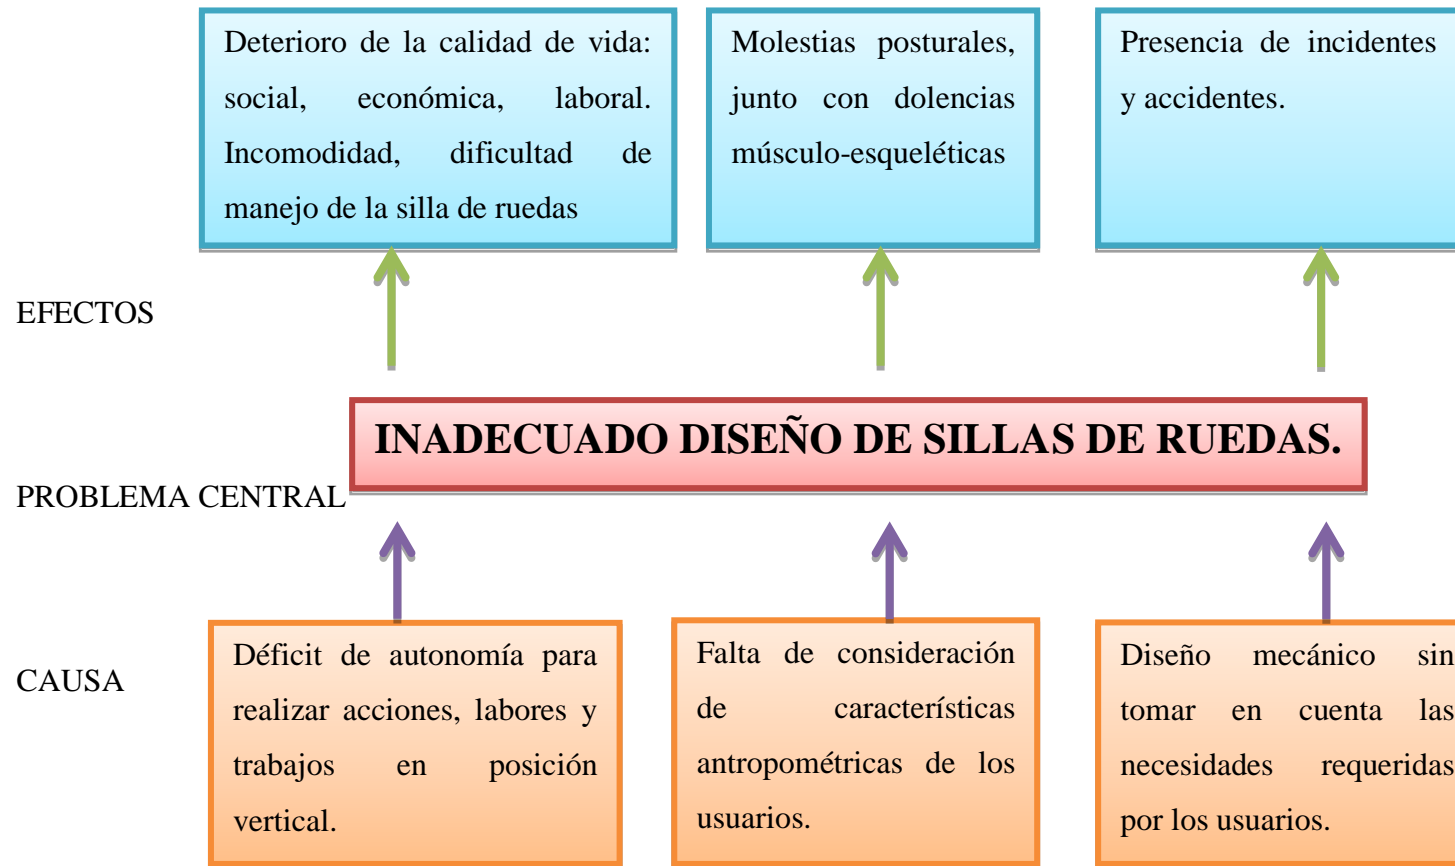 Deterioro de la calidad de vida:
social, económica, laboral.
Incomodidad, dificultad de
manejo de la silla de ruedas
Molestias posturales,
junto con dolencias
músculo-esqueléticas
Presencia de incidentes
y accidentes.
EFECTOS
INADECUADO DISEÑO DE SILLAS DE RUEDAS.
PROBLEMA CENTRAL
CAUSA
Déficit de autonomía para
realizar acciones, labores y
trabajos en posición
vertical.
Falta de consideración
de características
antropométricas de los
usuarios.
Diseño mecánico sin
tomar en cuenta las
necesidades requeridas
por los usuarios.